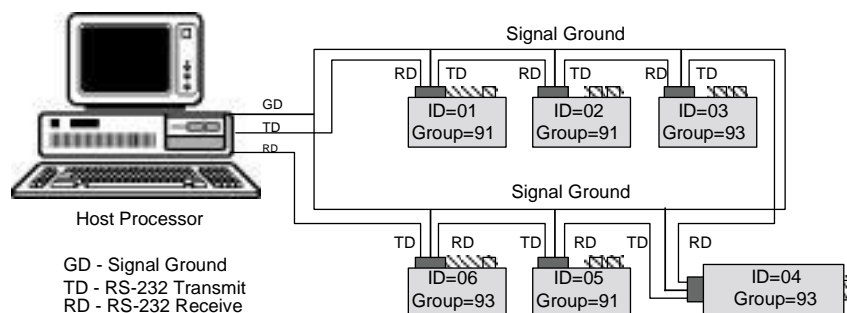 Signal Ground
RD TD RD TD RD TD
GD
TD
RD
ID=01
Group=91
ID=02
Group=91
ID=03
Group=93
Signal Ground
Host Processor
TD RD TD RD TD RD
GD - Signal Ground
TD - RS-232 Transmit
RD - RS-232 Receive
ID=06
Group=93
ID=05
Group=91
ID=04
Group=93